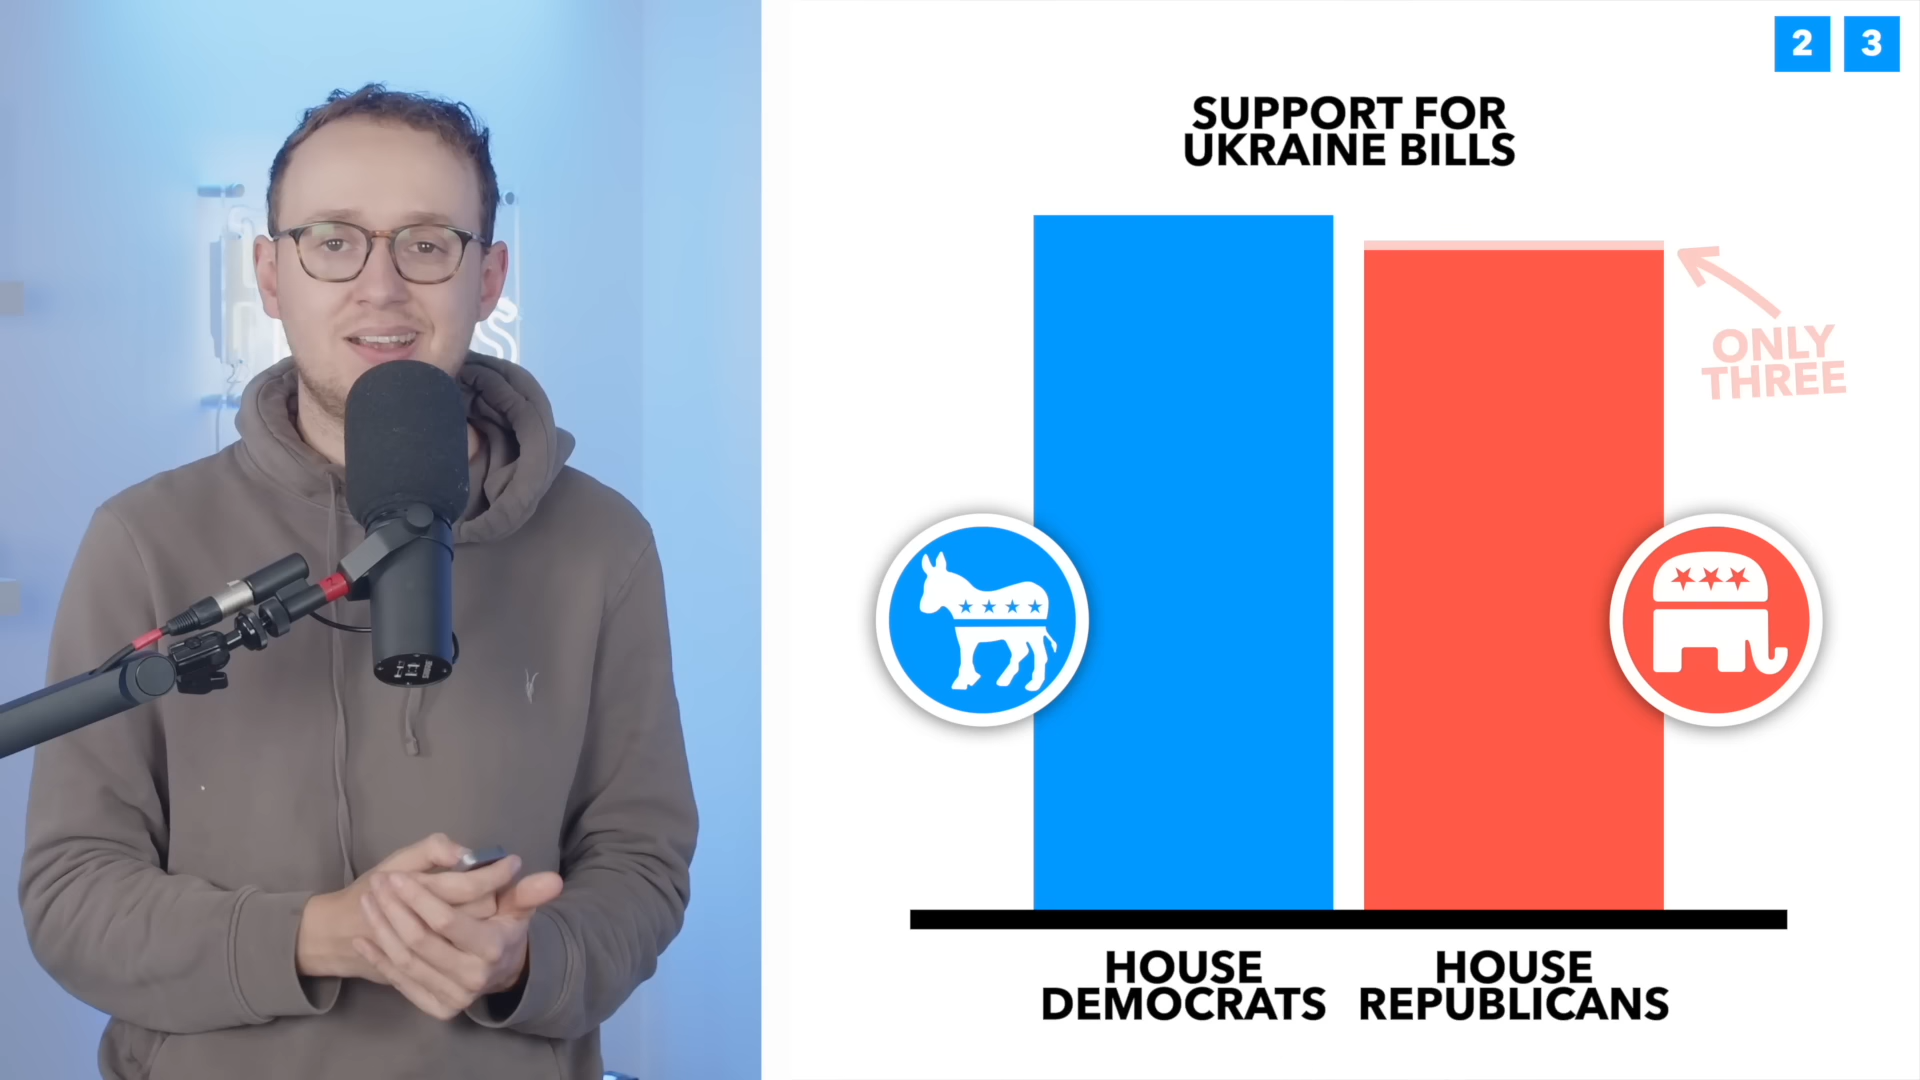 2 3
SUPPORT FOR
UKRAINE BILLS
ONLY
THREE
HOUSE
DEMOCRATS
HOUSE
REPUBLICANS